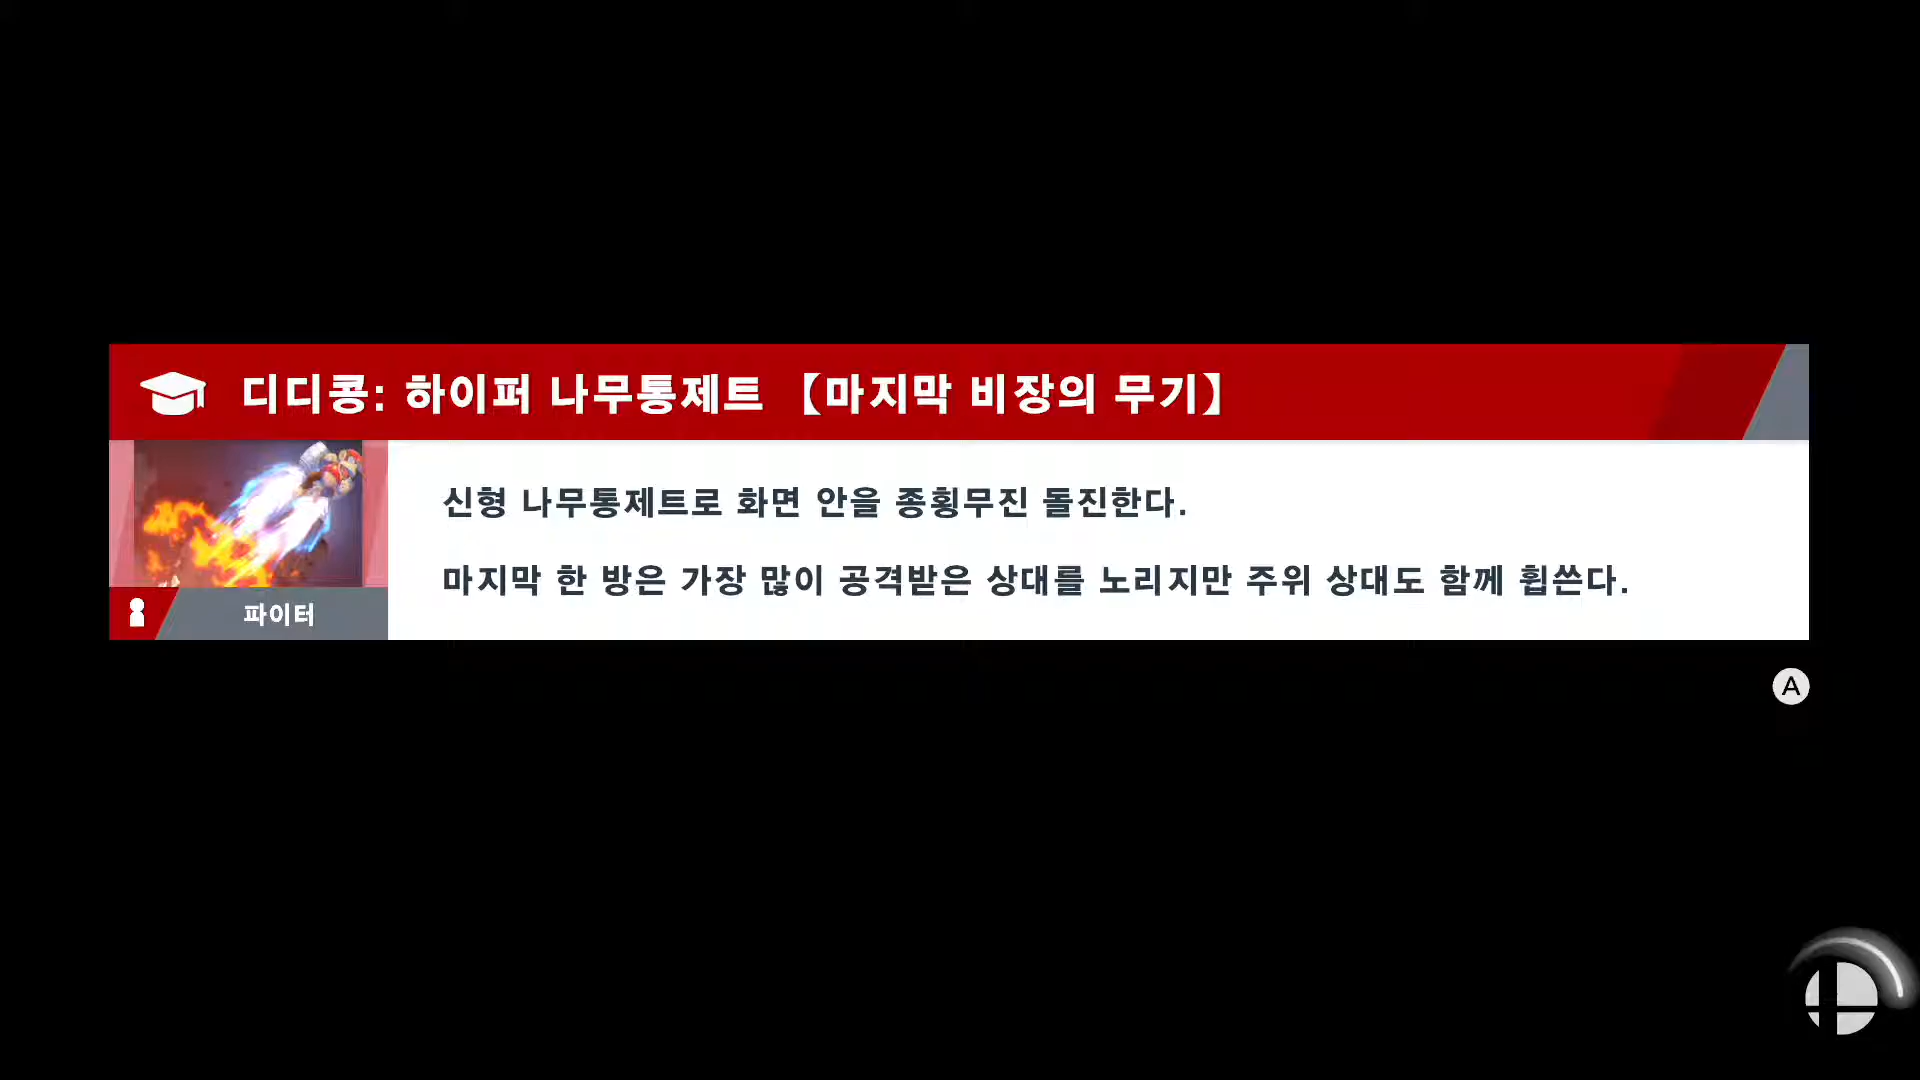 디디콩: 하이퍼 나무통제트 【마지막 비장의 무기】
신형 나무통제트로 화면 안을 종횡무진 돌진한다.
마지막 한 방은 가장 많이 공격받은 상대를 노리지만 주위 상대도 함께 휩쓴다.
파이터
A